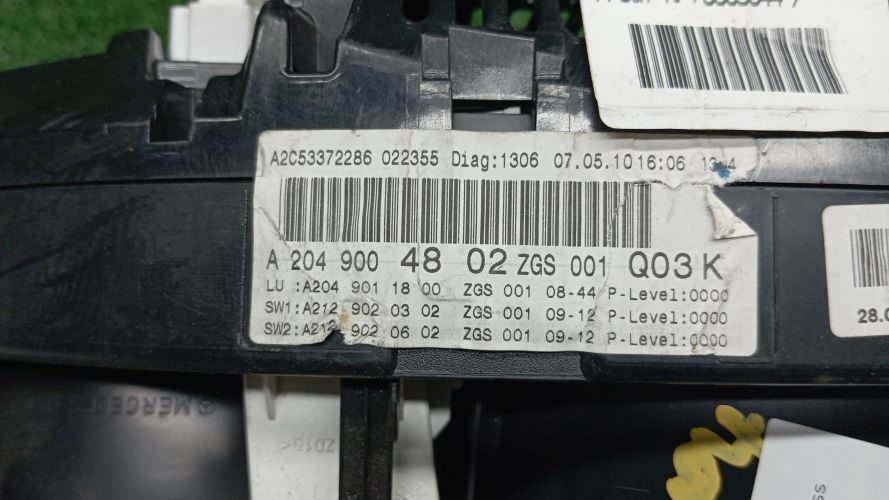 A2C53372286 022355 Diag:1306 07.05.10 16:06
A 204 900 48 02 ZGS 001 Q03 K
LU :A204 901 18 00 ZGS 001 08-44 P-Level:0000
SW1:A212 902 03 02 ZGS 001 09-12 P-Level:0000
SW2:A212 902 06 02 ZGS 001 09-12 P-Level:0000
28.0
MERCEDES
ZD15<
ss